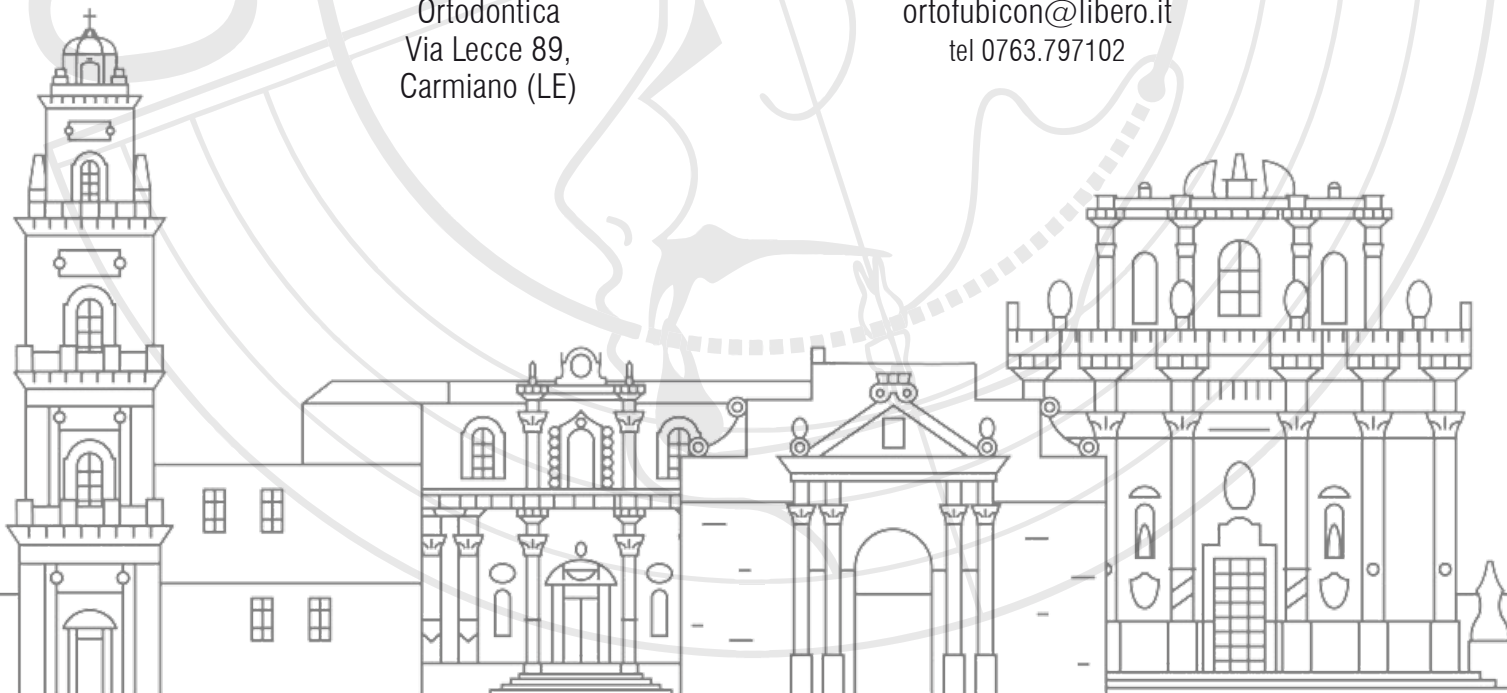 Ortodontica
Via Lecce 89,
Carmiano (LE)
ortofubicon@libero.it
tel 0763.797102